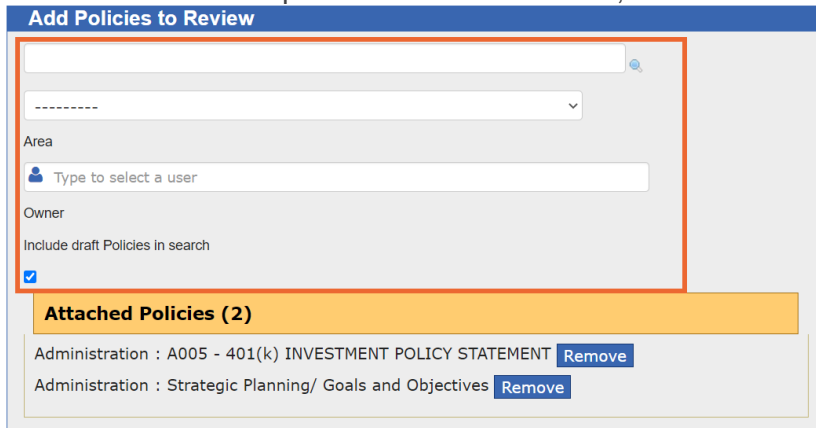 Add Policies to Review
---------
Area
Type to select a user
Owner
Include draft Policies in search
Attached Policies (2)
Administration : A005 - 401(k) INVESTMENT POLICY STATEMENT Remove
Administration : Strategic Planning/ Goals and Objectives Remove